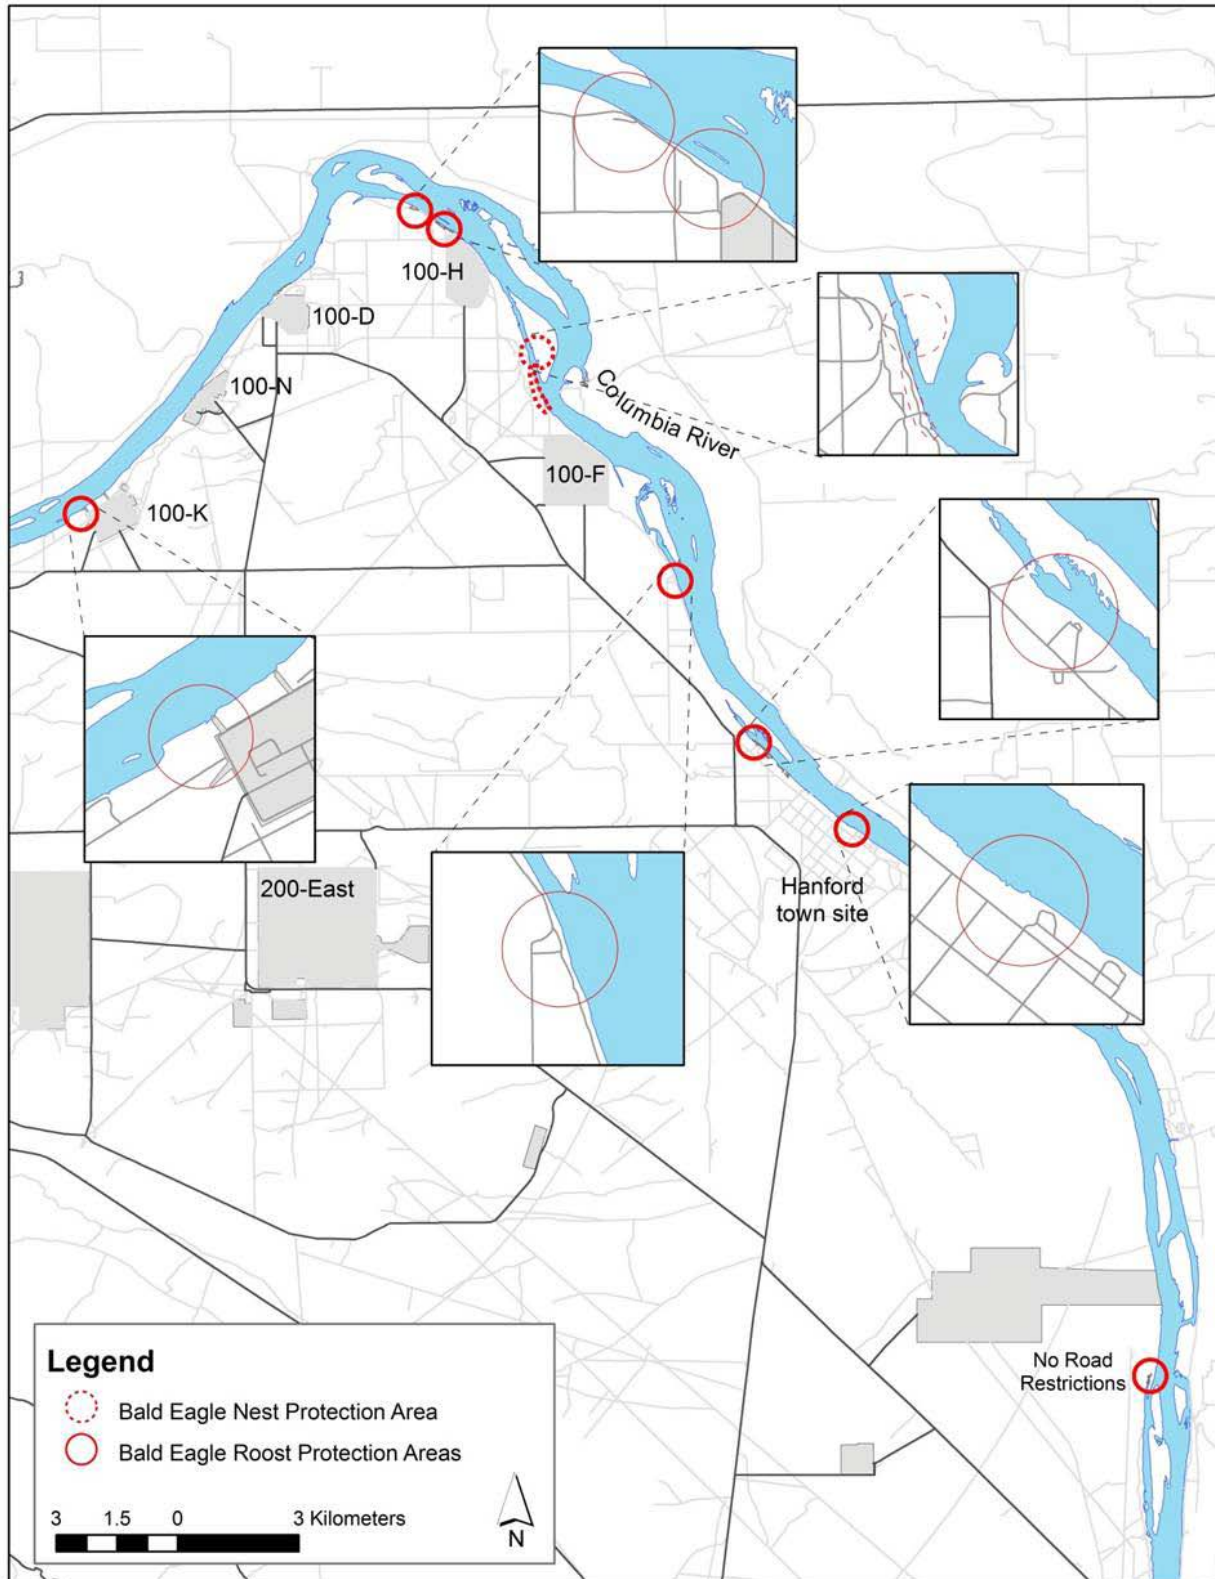 100-H
100-D
100-N
Columbia River
100-F
100-K
200-East
Hanford
town site
No Road
Restrictions
Legend
Bald Eagle Nest Protection Area
Bald Eagle Roost Protection Areas
3 1.5 0 3 Kilometers
N